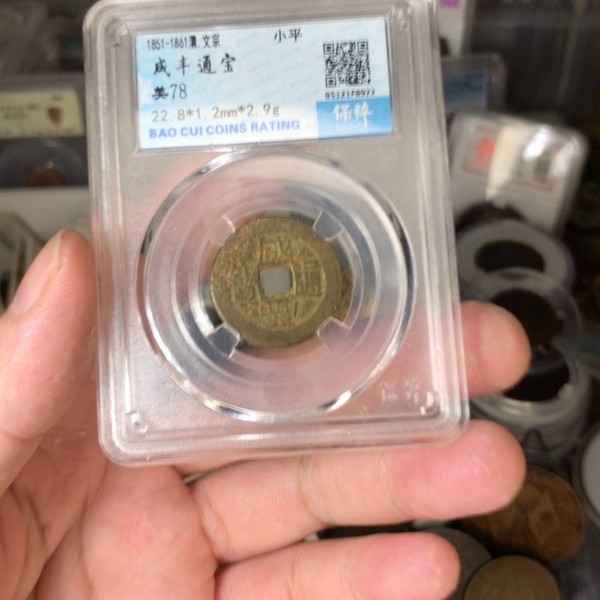 1851-1861清.文宗 小平
咸丰通宝
美78
22.8*1.2mm*2.9g
BAO CUI COINS RATING
保粹